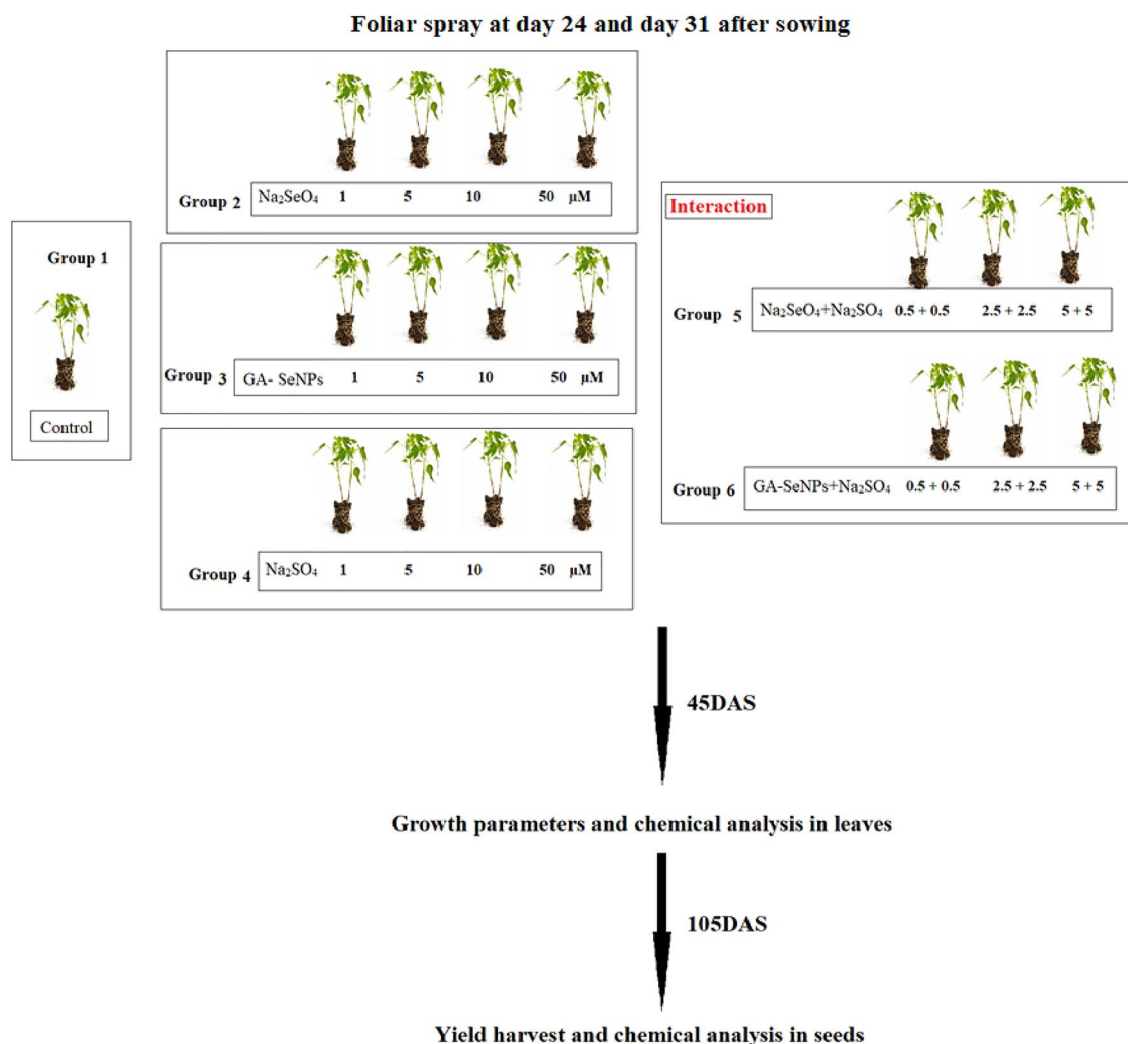 Foliar spray at day 24 and day 31 after sowing
Group 1
Control
Group 2 Na₂SeO₄ 1 5 10 50 µM
Group 3 GA- SeNPs 1 5 10 50 µM
Group 4 Na₂SO₄ 1 5 10 50 µM
Interaction
Group 5 Na₂SeO₄+Na₂SO₄ 0.5 + 0.5 2.5 + 2.5 5 + 5
Group 6 GA-SeNPs+Na₂SO₄ 0.5 + 0.5 2.5 + 2.5 5 + 5
45DAS
Growth parameters and chemical analysis in leaves
105DAS
Yield harvest and chemical analysis in seeds